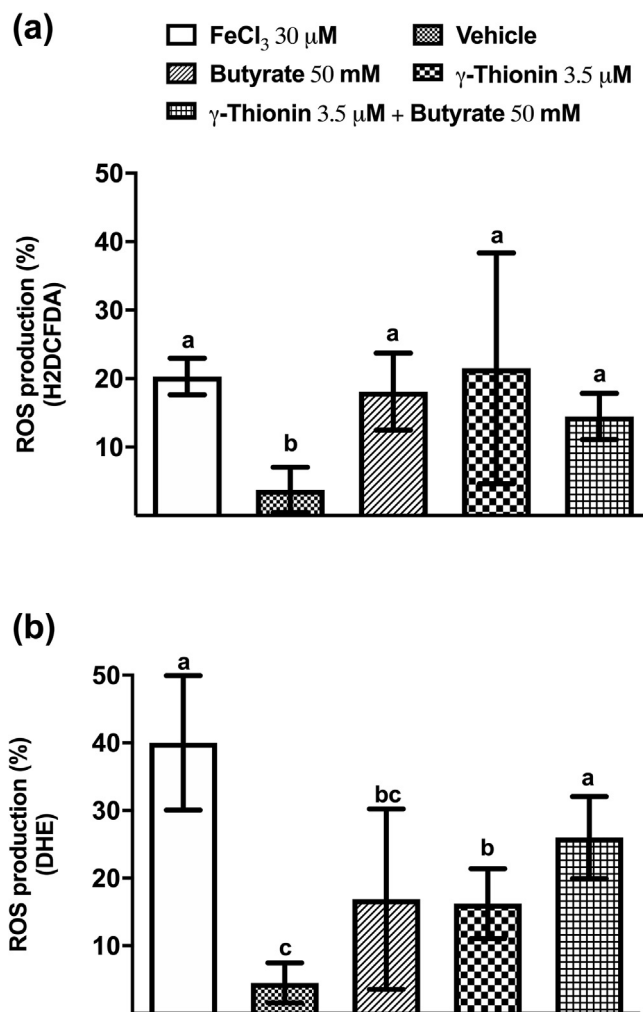 (a)
FeCl₃ 30 μM Vehicle
Butyrate 50 mM γ-Thionin 3.5 μM
γ-Thionin 3.5 μM + Butyrate 50 mM
ROS production (%)
(H2DCFDA)
50
40
30
20
10
a
b
a
a
a
(b)
ROS production (%)
(DHE)
50
40
30
20
10
a
c
bc
b
a